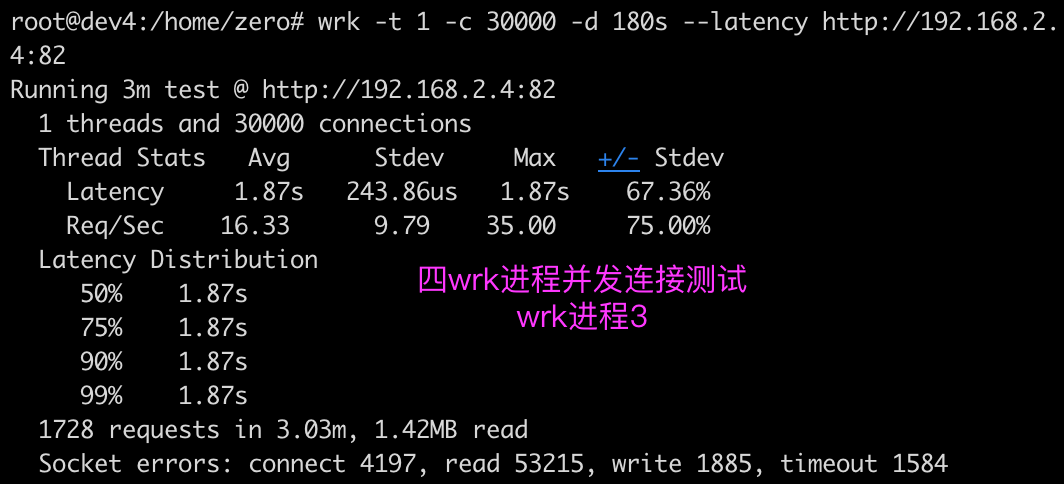 root@dev4:/home/zero# wrk -t 1 -c 30000 -d 180s --latency http://192.168.2.
4:82
Running 3m test @ http://192.168.2.4:82
1 threads and 30000 connections
Thread Stats Avg Stdev Max +/- Stdev
Latency 1.87s 243.86us 1.87s 67.36%
Req/Sec 16.33 9.79 35.00 75.00%
Latency Distribution
50% 1.87s
四wrk进程并发连接测试
75% 1.87s
wrk进程3
90% 1.87s
99% 1.87s
1728 requests in 3.03m, 1.42MB read
Socket errors: connect 4197, read 53215, write 1885, timeout 1584